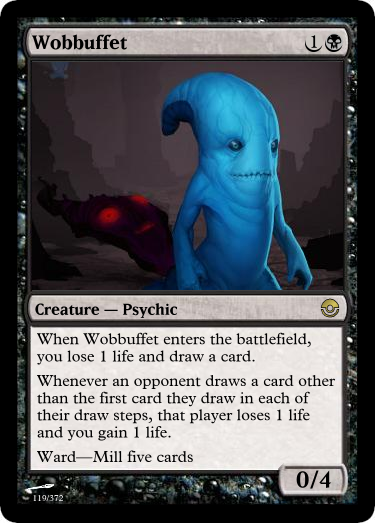 Wobbuffet 1
Creature — Psychic
When Wobbuffet enters the battlefield,
you lose 1 life and draw a card.
Whenever an opponent draws a card other
than the first card they draw in each of
their draw steps, that player loses 1 life
and you gain 1 life.
Ward—Mill five cards
0/4
119/372